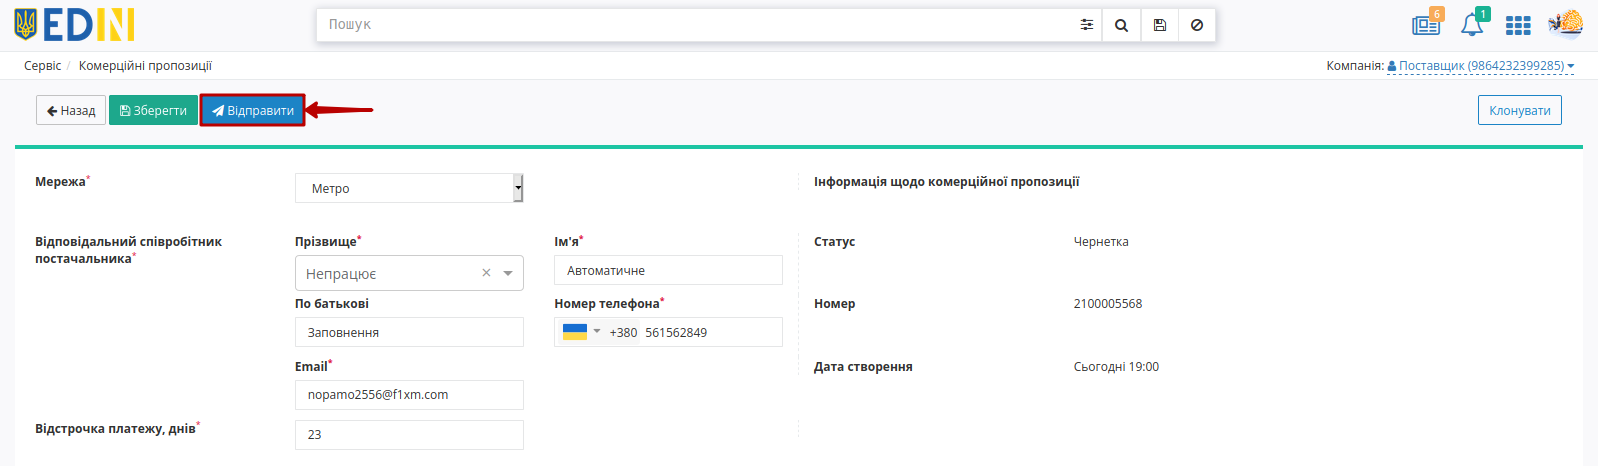 EDIN
Пошук
6
1
Сервіс / Комерційні пропозиції
Компанія: Поставщик (9864232399285)
Назад
Зберегти
Відправити
Клонувати
Мережа*
Метро
Інформація щодо комерційної пропозиції
Відповідальний співробітник
постачальника*
Прізвище*
Ім'я*
Статус
Чернетка
Непрацює
Автоматичне
По батькові
Номер телефона*
Номер
2100005568
Заповнення
+380 561562849
Email*
Дата створення
Сьогодні 19:00
nopamo2556@f1xm.com
Відстрочка платежу, днів*
23